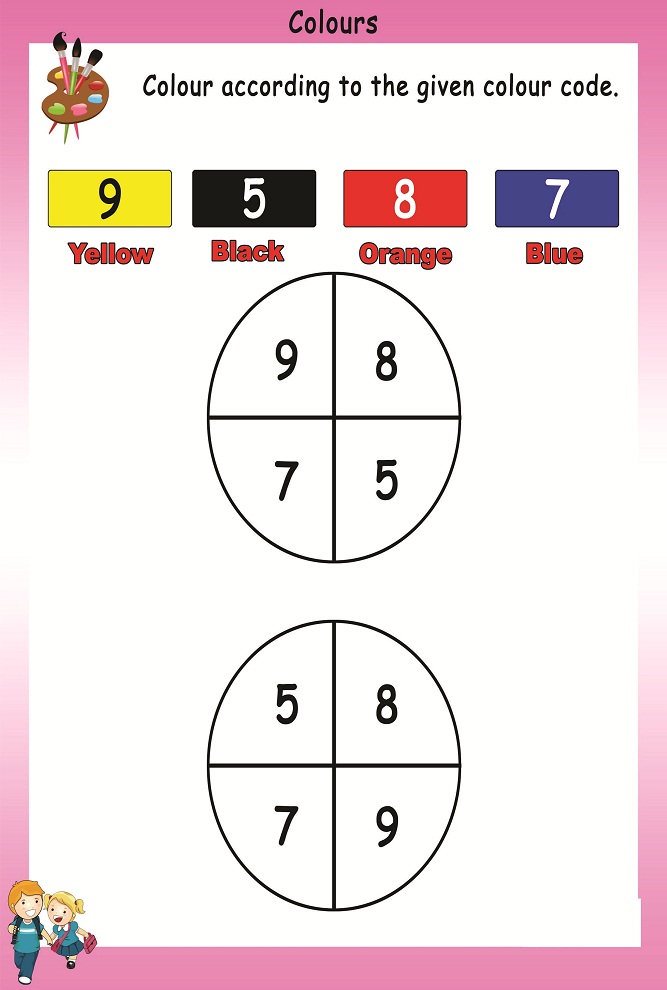 Colours
Colour according to the given colour code.
9 5 8 7
Yellow Black Orange Blue
9 8
7 5
5 8
7 9